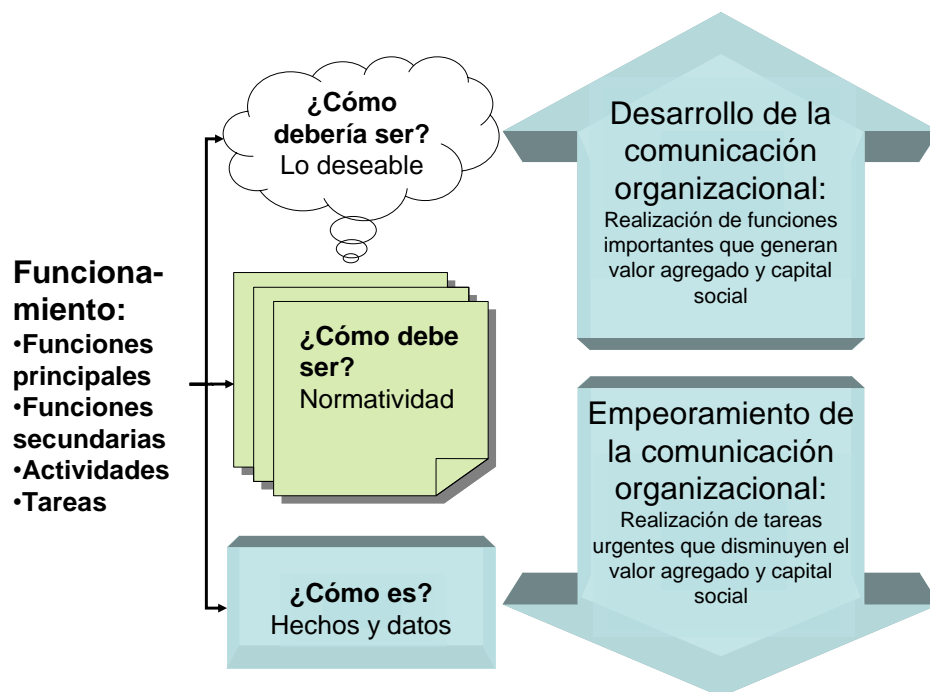 Funciona-
miento:
•Funciones
principales
•Funciones
secundarias
•Actividades
•Tareas
¿Cómo
debería ser?
Lo deseable
¿Cómo debe
ser?
Normatividad
¿Cómo es?
Hechos y datos
Desarrollo de la
comunicación
organizacional:
Realización de funciones
importantes que generan
valor agregado y capital
social
Empeoramiento de
la comunicación
organizacional:
Realización de tareas
urgentes que disminuyen el
valor agregado y capital
social